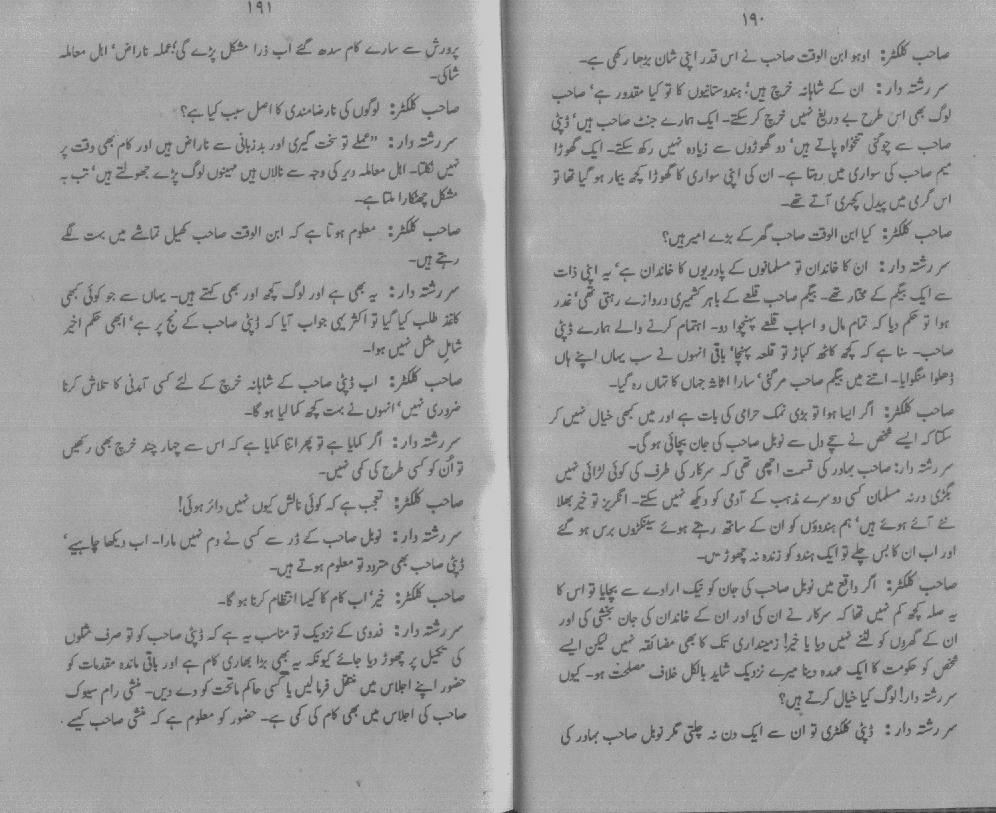 ۱۹۰
صاحب کلکٹر: اوہو ابن الوقت صاحب نے اس قدر اپنی شان بڑھا رکھی ہے۔
سر رشتہ دار: ان کے شاہانہ خرچ ہیں؛ ہندوستانیوں کا تو کیا مقدور ہے، صاحب
لوگ بھی اس طرح بے دریغ نہیں خرچ کر سکتے۔ ایک ہمارے جنٹ صاحب ہیں، ڈپٹی
صاحب سے چوگنی تنخواہ پاتے ہیں، دو گھوڑوں سے زیادہ نہیں رکھ سکتے۔ ایک گھوڑا
میم صاحب کی سواری میں رہتا ہے۔ ان کی اپنی سواری کا گھوڑا کچھ بیمار ہو گیا تھا تو
اس گرمی میں پیدل کچہری آتے تھے۔
صاحب کلکٹر: کیا ابن الوقت صاحب گھر کے بڑے امیر ہیں؟
سر رشتہ دار: ان کا خاندان تو مسلمانوں کے پادریوں کا خاندان ہے، یہ اپنی ذات
سے ایک بیگم کے مختار تھے۔ بیگم صاحب قلعے کے باہر کشمیری دروازے رہتی تھی، غدر
ہوا تو حکم دیا کہ تمام مال و اسباب قلعے پہنچوا دو۔ اہتمام کرنے والے ہمارے ڈپٹی
صاحب۔ سنا ہے کہ کچھ کاٹھ کباڑ تو قلعہ پہنچا، باقی انہوں نے سب یہاں اپنے ہاں
ڈھلوا منگوایا۔ اتنے میں بیگم صاحب مر گئی، سارا اثاثہ جہاں کا تہاں رہ گیا۔
صاحب کلکٹر: اگر ایسا ہوا تو بڑی نمک حرامی کی بات ہے اور میں کبھی خیال نہیں کر
سکتا کہ ایسے شخص نے سچے دل سے نوبل صاحب کی جان بچائی ہو گی۔
سر رشتہ دار: صاحب بہادر کی قسمت اچھی تھی کہ سرکار کی طرف کی کوئی لڑائی نہیں
بگڑی ورنہ مسلمان کسی دوسرے مذہب کے آدمی کو دیکھ نہیں سکتے۔ انگریز تو خیر بھلا
نئے آئے ہوئے ہیں، ہم ہندوؤں کو ان کے ساتھ رہتے ہوئے سینکڑوں برس ہو گئے
اور اب ان کا بس چلے تو ایک ہندو کو زندہ نہ چھوڑیں۔
صاحب کلکٹر: اگر واقع میں نوبل صاحب کی جان کو نیک ارادے سے بچایا تو اس کا
یہ صلہ کچھ کم نہیں تھا کہ سرکار نے ان کی اور ان کے خاندان کی جان بخشی کی اور
ان کے گھروں کو لٹنے نہیں دیا یا خیر! زمینداری تک کا بھی مضائقہ نہیں لیکن ایسے
شخص کو حکومت کا ایک عہدہ دینا میرے نزدیک شاید بالکل خلاف مصلحت ہو۔ کیوں
سر رشتہ دار! لوگ کیا خیال کرتے ہیں؟
سر رشتہ دار: ڈپٹی کلکٹری تو ان سے ایک دن نہ چلتی مگر نوبل صاحب بہادر کی
۱۹۱
پرورش سے سارے کام سدھ گئے اب ذرا مشکل پڑے گی؛ عملہ ناراض، اہل معاملہ
شاکی۔
صاحب کلکٹر: لوگوں کی نارضامندی کا اصل سبب کیا ہے؟
سر رشتہ دار: "عملے تو سخت گیری اور بدزبانی سے ناراض ہیں اور کام بھی وقت پر
نہیں نکلتا۔ اہل معاملہ دیر کی وجہ سے نالاں ہیں مہینوں لوگ پڑے جھولتے ہیں، تب بہ
مشکل چھٹکارا ملتا ہے۔
صاحب کلکٹر: معلوم ہوتا ہے کہ ابن الوقت صاحب کھیل تماشے میں بہت لگے
رہتے ہیں۔
سر رشتہ دار: یہ بھی ہے اور لوگ کچھ اور بھی کہتے ہیں۔ یہاں سے جو کوئی کبھی
کاغذ طلب کیا گیا تو اکثر یہی جواب آیا کہ ڈپٹی صاحب کے نج پر ہے، ابھی حکم اخیر
شامل مثل نہیں ہوا۔
صاحب کلکٹر: اب ڈپٹی صاحب کے شاہانہ خرچ کے لئے کسی آمدنی کا تلاش کرنا
ضروری نہیں، انہوں نے بہت کچھ کما لیا ہو گا۔
سر رشتہ دار: اگر کمایا ہے تو پھر اتنا کمایا ہے کہ اس سے چہار چند خرچ بھی رکھیں
تو اُن کو کسی طرح کی کمی نہیں۔
صاحب کلکٹر: تعجب ہے کہ کوئی نالش کیوں نہیں دائر ہوئی!
سر رشتہ دار: نوبل صاحب کے ڈر سے کسی نے دم نہیں مارا۔ اب دیکھا چاہیے،
ڈپٹی صاحب بھی متردد تو معلوم ہوتے ہیں۔
صاحب کلکٹر: خیر، اب کام کا کیسا انتظام کرنا ہو گا۔
سر رشتہ دار: فدوی کے نزدیک تو مناسب یہ ہے کہ ڈپٹی صاحب کو تو صرف مثلوں
کی تکمیل پر چھوڑ دیا جائے کیونکہ یہ بھی بڑا بھاری کام ہے اور باقی ماندہ مقدمات کو
حضور اپنے اجلاس میں منتقل فرما لیں یا کسی حاکم ماتحت کو دے دیں۔ منشی رام سیوک
صاحب کی اجلاس میں بھی کام کی کمی ہے۔ حضور کو معلوم ہے کہ منشی صاحب کیسے